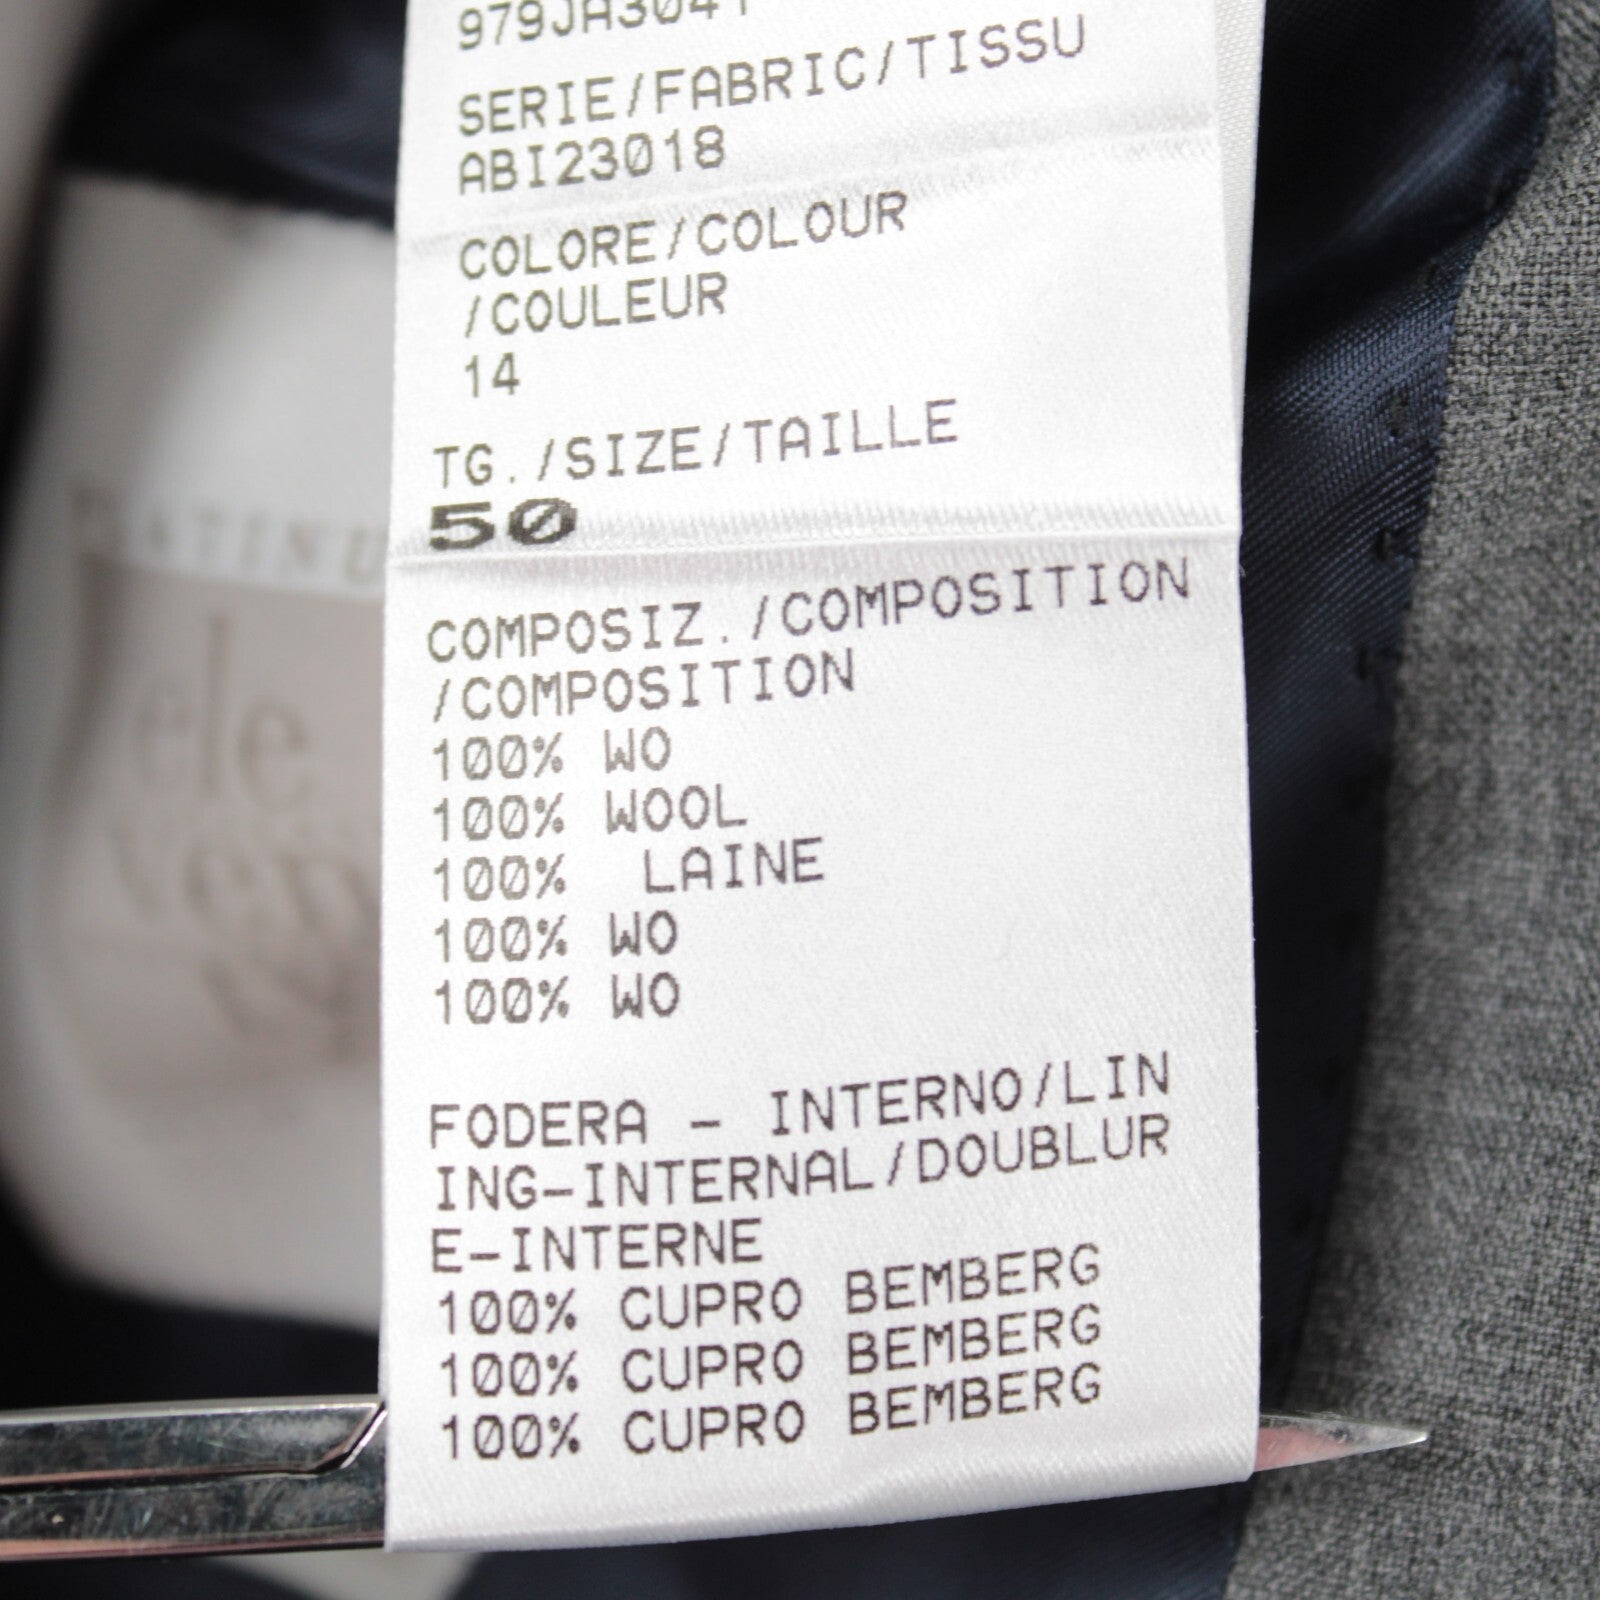 979JA3041
SERIE/FABRIC/TISSU
ABI23018
COLORE/COLOUR
/COULEUR
14
TG./SIZE/TAILLE
50
COMPOSIZ./COMPOSITION
/COMPOSITION
100% WO
100% WOOL
100% LAINE
100% WO
100% WO
FODERA - INTERNO/LIN
ING-INTERNAL/DOUBLUR
E-INTERNE
100% CUPRO BEMBERG
100% CUPRO BEMBERG
100% CUPRO BEMBERG